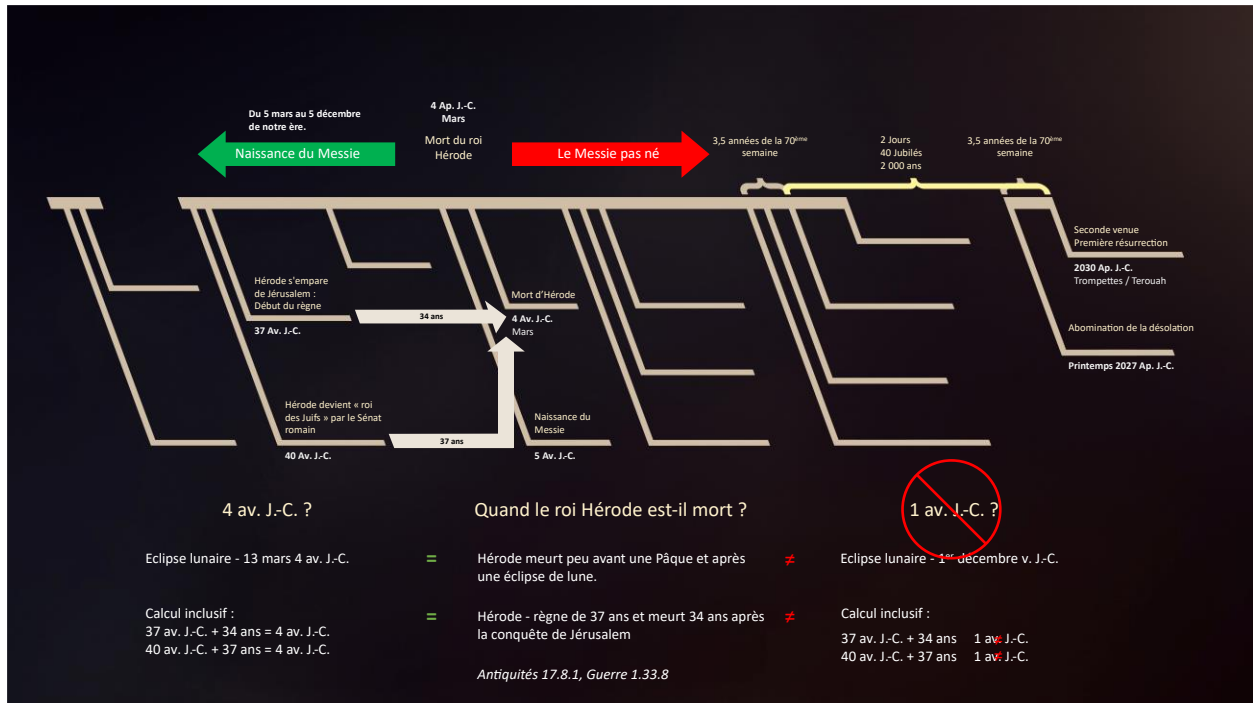 Du 5 mars au 5 décembre
de notre ère.
Naissance du Messie
4 Ap. J.-C.
Mars
Mort du roi
Hérode
Le Messie pas né
3,5 années de la 70ème
semaine
2 Jours
40 Jubilés
2 000 ans
3,5 années de la 70ème
semaine
Seconde venue
Première résurrection
2030 Ap. J.-C.
Trompettes / Terouah
Hérode s'empare
de Jérusalem :
Début du règne
37 Av. J.-C.
34 ans
Mort d'Hérode
4 Av. J.-C.
Mars
Abomination de la désolation
Printemps 2027 Ap. J.-C.
Hérode devient « roi
des Juifs » par le Sénat
romain
40 Av. J.-C.
37 ans
Naissance du
Messie
5 Av. J.-C.
4 av. J.-C. ?
Quand le roi Hérode est-il mort ?
1 av. J.-C. ?
Eclipse lunaire - 13 mars 4 av. J.-C.
=
Hérode meurt peu avant une Pâque et après
une éclipse de lune.
≠
Eclipse lunaire - 1er décembre v. J.-C.
Calcul inclusif :
37 av. J.-C. + 34 ans = 4 av. J.-C.
40 av. J.-C. + 37 ans = 4 av. J.-C.
=
Hérode - règne de 37 ans et meurt 34 ans après
la conquête de Jérusalem
Antiquités 17.8.1, Guerre 1.33.8
≠
Calcul inclusif :
37 av. J.-C. + 34 ans ≠ 1 av. J.-C.
40 av. J.-C. + 37 ans ≠ 1 av. J.-C.